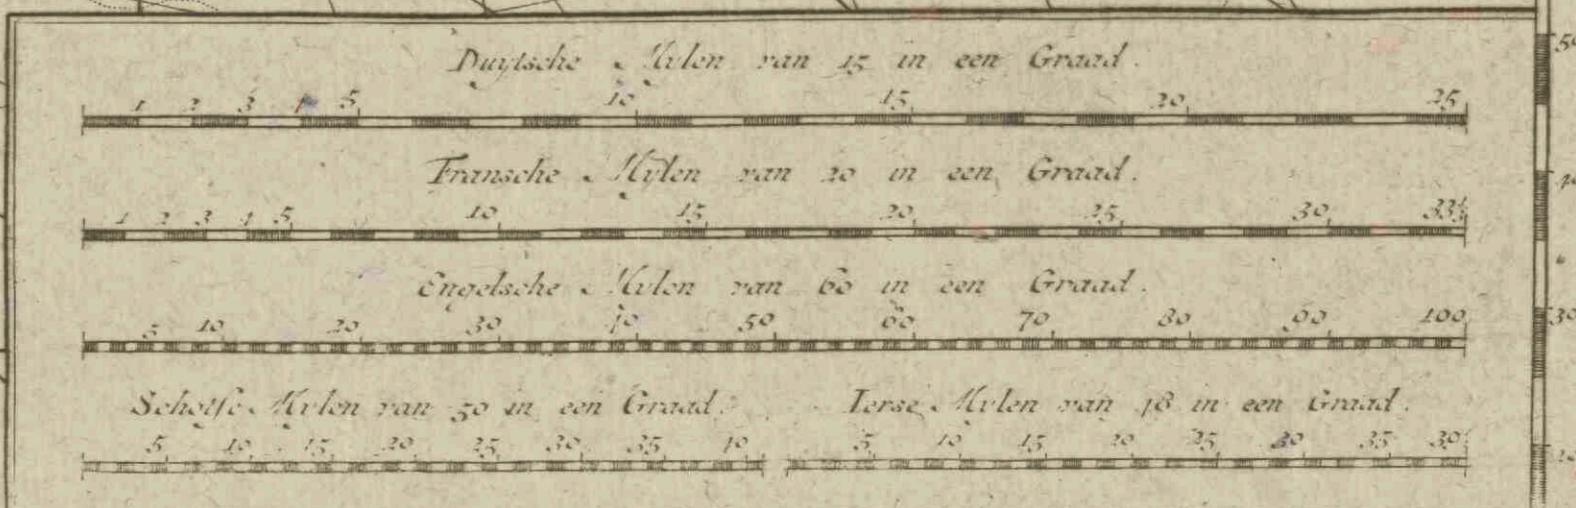 Duytsche Mylen van 15 in een Graad.
1 2 3 4 5 10 15 20 25
Fransche Mylen van 20 in een Graad.
1 2 3 4 5 10 15 20 25 30 33⅓
Engelsche Mylen van 60 in een Graad.
5 10 20 30 40 50 60 70 80 90 100
Schotse Mylen van 50 in een Graad.
5 10 15 20 25 30 35 40
Ierse Mylen van 48 in een Graad.
5 10 15 20 25 30 35 39